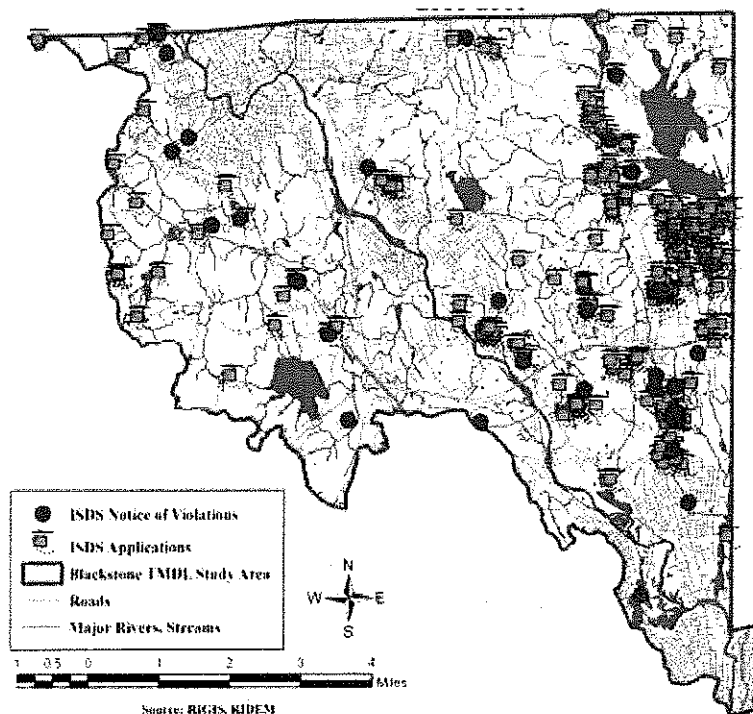 ISDS Notice of Violations
ISDS Applications
Blackstone TMDL Study Area
Roads
Major Rivers, Streams
N
W E
S
1 0.5 0 1 2 3 4
Miles
Source: RIGIS, RIDEM